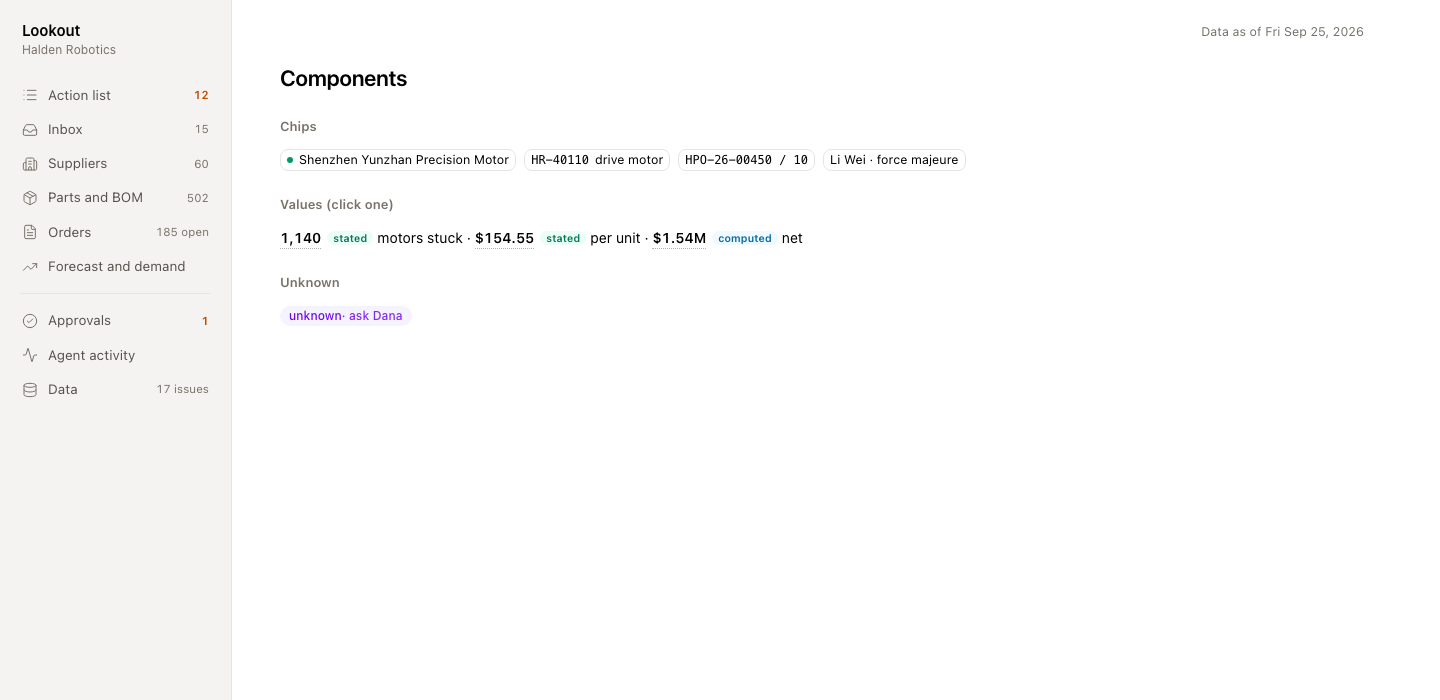 Lookout
Halden Robotics
Action list 12
Inbox 15
Suppliers 60
Parts and BOM 502
Orders 185 open
Forecast and demand
Approvals 1
Agent activity
Data 17 issues
Data as of Fri Sep 25, 2026
Components
Chips
Shenzhen Yunzhan Precision Motor HR-40110 drive motor HPO-26-00450 / 10 Li Wei · force majeure
Values (click one)
1,140 stated motors stuck · $154.55 stated per unit · $1.54M computed net
Unknown
unknown· ask Dana